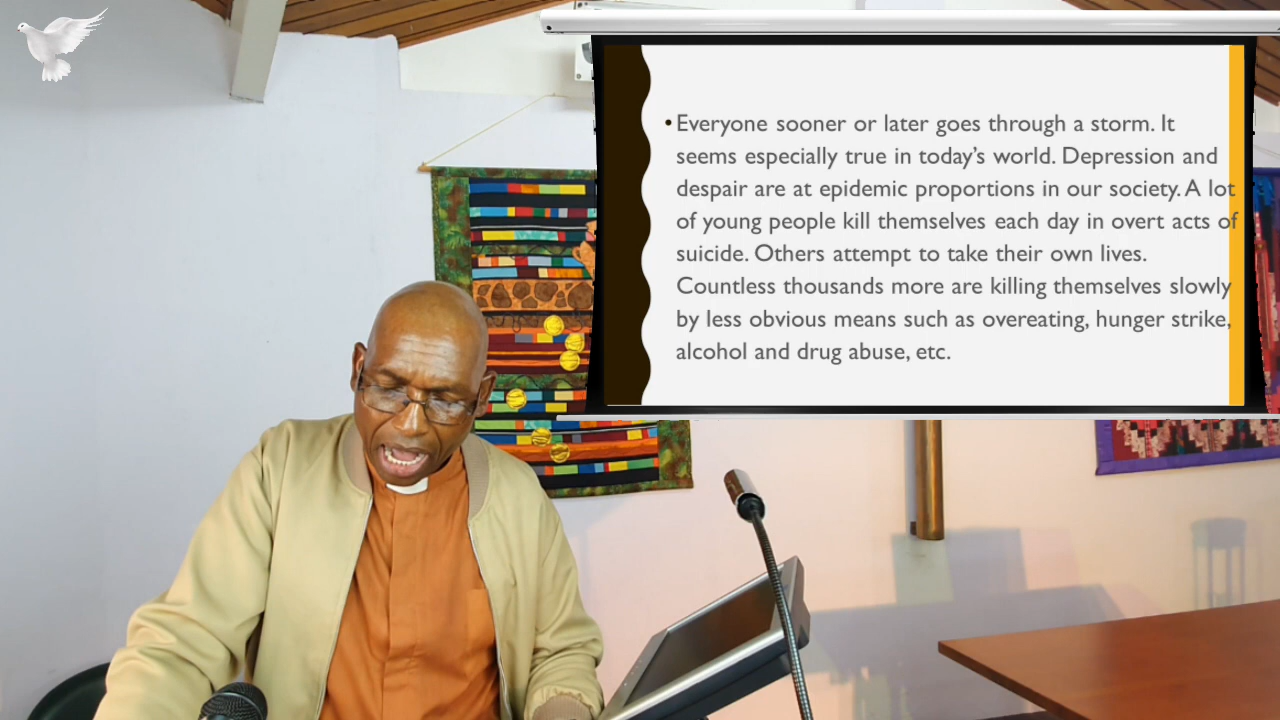 •Everyone sooner or later goes through a storm. It
seems especially true in today’s world. Depression and
despair are at epidemic proportions in our society. A lot
of young people kill themselves each day in overt acts of
suicide. Others attempt to take their own lives.
Countless thousands more are killing themselves slowly
by less obvious means such as overeating, hunger strike,
alcohol and drug abuse, etc.